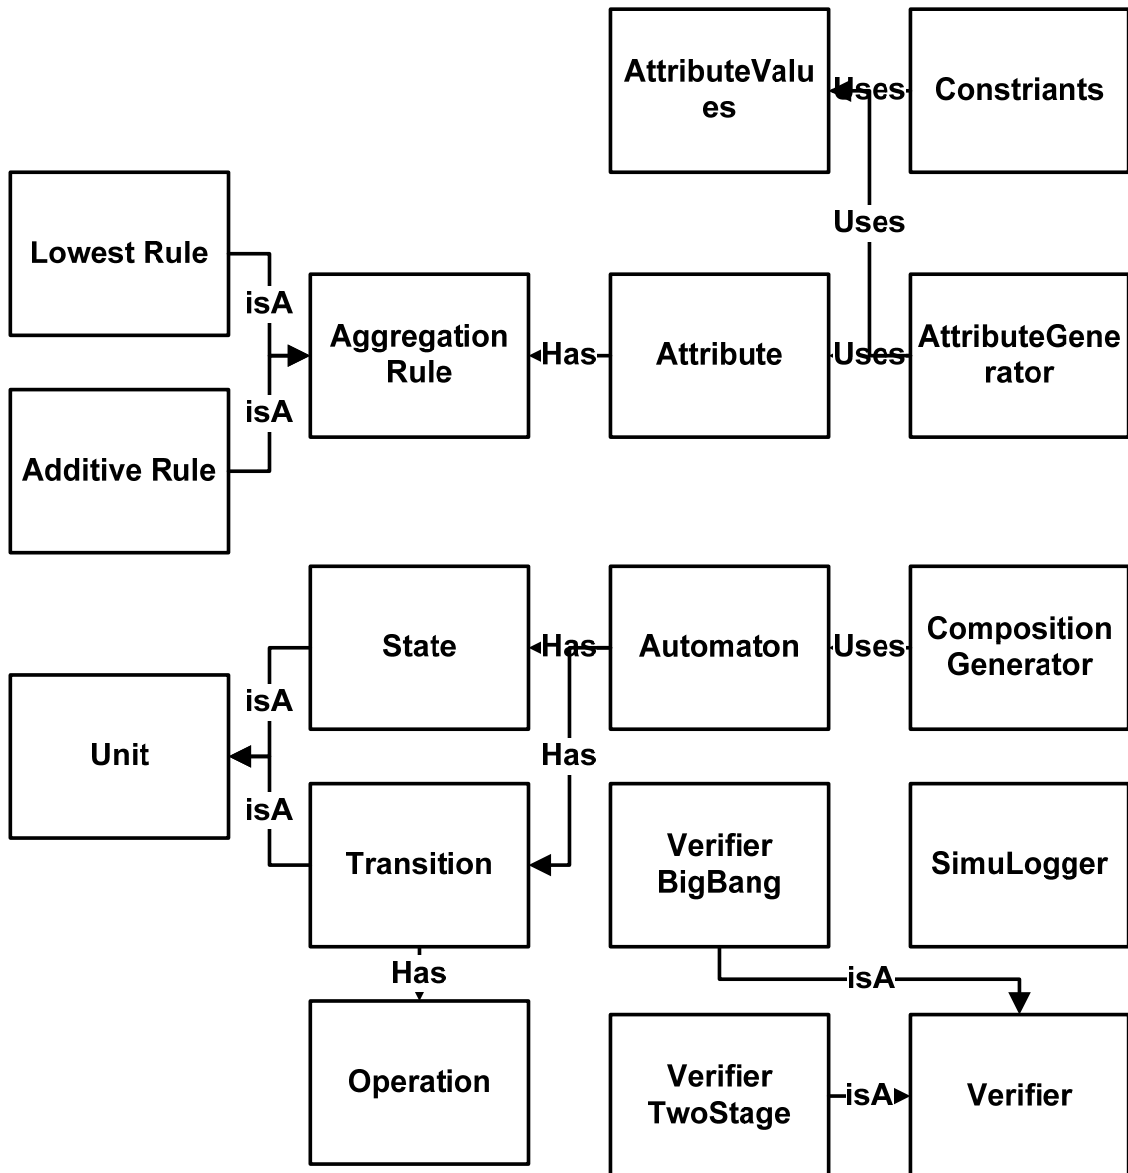 AttributeValu
es
Uses
Constriants
Lowest Rule
isA
Uses
Aggregation
Rule
Has
Attribute
Uses
AttributeGene
rator
isA
Additive Rule
State
Has
Automaton
Uses
Composition
Generator
isA
Unit
Has
isA
Transition
Verifier
BigBang
SimuLogger
Has
isA
Operation
Verifier
TwoStage
isA
Verifier